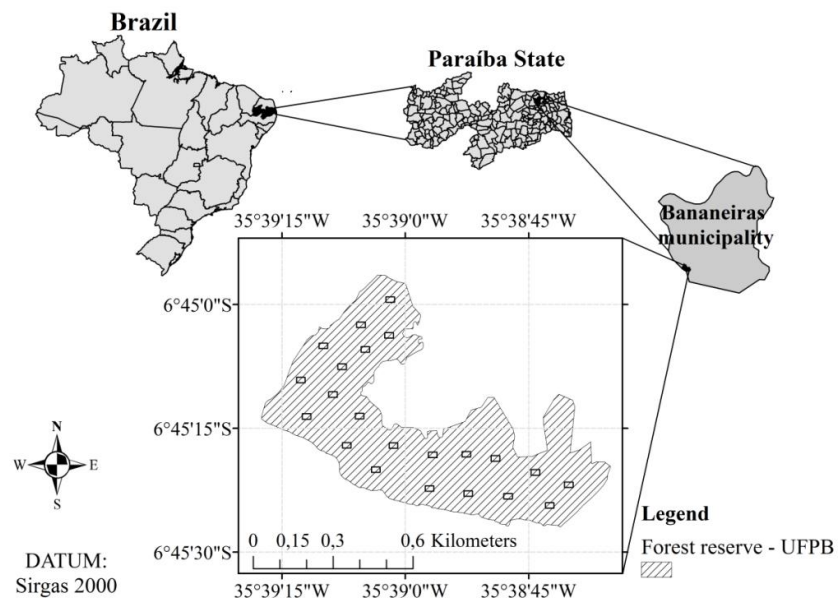 Brazil
Paraíba State
Bananeiras
municipality
35°39'15"W 35°39'0"W 35°38'45"W
6°45'0"S
6°45'15"S
6°45'30"S
N
W E
S
DATUM:
Sirgas 2000
0 0,15 0,3 0,6 Kilometers
35°39'15"W 35°39'0"W 35°38'45"W
Legend
Forest reserve - UFPB